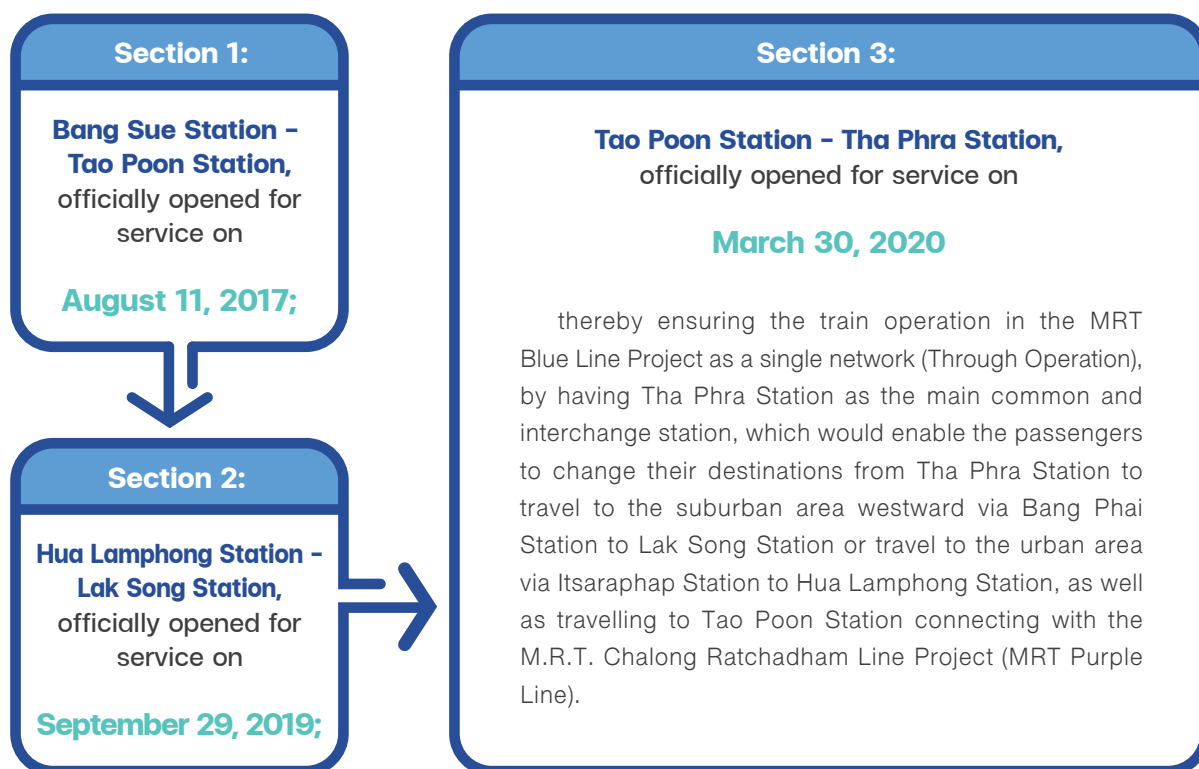 Section 1:
Bang Sue Station –
Tao Poon Station,
officially opened for
service on
August 11, 2017;
Section 2:
Hua Lamphong Station –
Lak Song Station,
officially opened for
service on
September 29, 2019;
Section 3:
Tao Poon Station – Tha Phra Station,
officially opened for service on
March 30, 2020
thereby ensuring the train operation in the MRT
Blue Line Project as a single network (Through Operation),
by having Tha Phra Station as the main common and
interchange station, which would enable the passengers
to change their destinations from Tha Phra Station to
travel to the suburban area westward via Bang Phai
Station to Lak Song Station or travel to the urban area
via Itsaraphap Station to Hua Lamphong Station, as well
as travelling to Tao Poon Station connecting with the
M.R.T. Chalong Ratchadham Line Project (MRT Purple
Line).